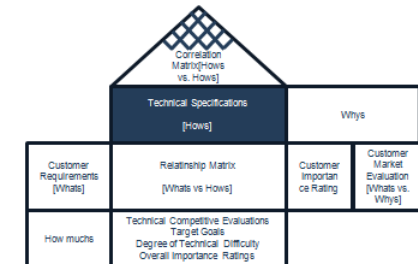 Correlation
Matrix[Hows
vs. Hows]
Technical Specifications
[Hows]
Whys
Customer
Requirements
[Whats]
Relatinship Matrix
[Whats vs Hows]
Customer
Importan
ce Rating
Customer
Market
Evaluation
[Whats vs.
Whys]
How muchs
Technical Competitive Evaluations
Target Goals
Degree of Technical Difficulty
Overall Importance Ratings